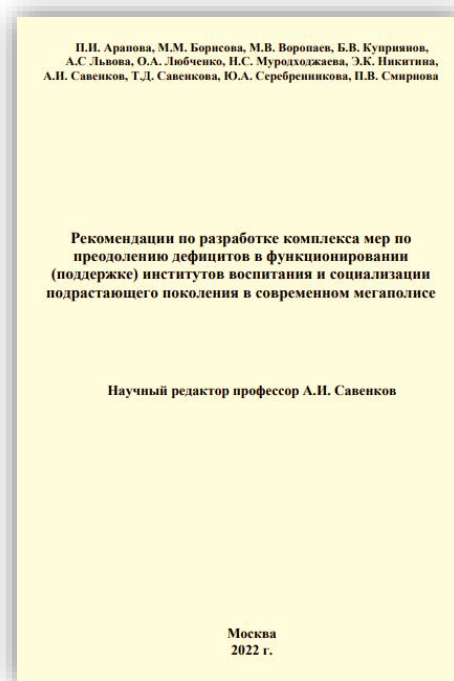 П.И. Арапова, М.М. Борисова, М.В. Воропаев, Б.В. Куприянов,
А.С Львова, О.А. Любченко, Н.С. Муродходжаева, Э.К. Никитина,
А.И. Савенков, Т.Д. Савенкова, Ю.А. Серебренникова, П.В. Смирнова
Рекомендации по разработке комплекса мер по
преодолению дефицитов в функционировании
(поддержке) институтов воспитания и социализации
подрастающего поколения в современном мегаполисе
Научный редактор профессор А.И. Савенков
Москва
2022 г.